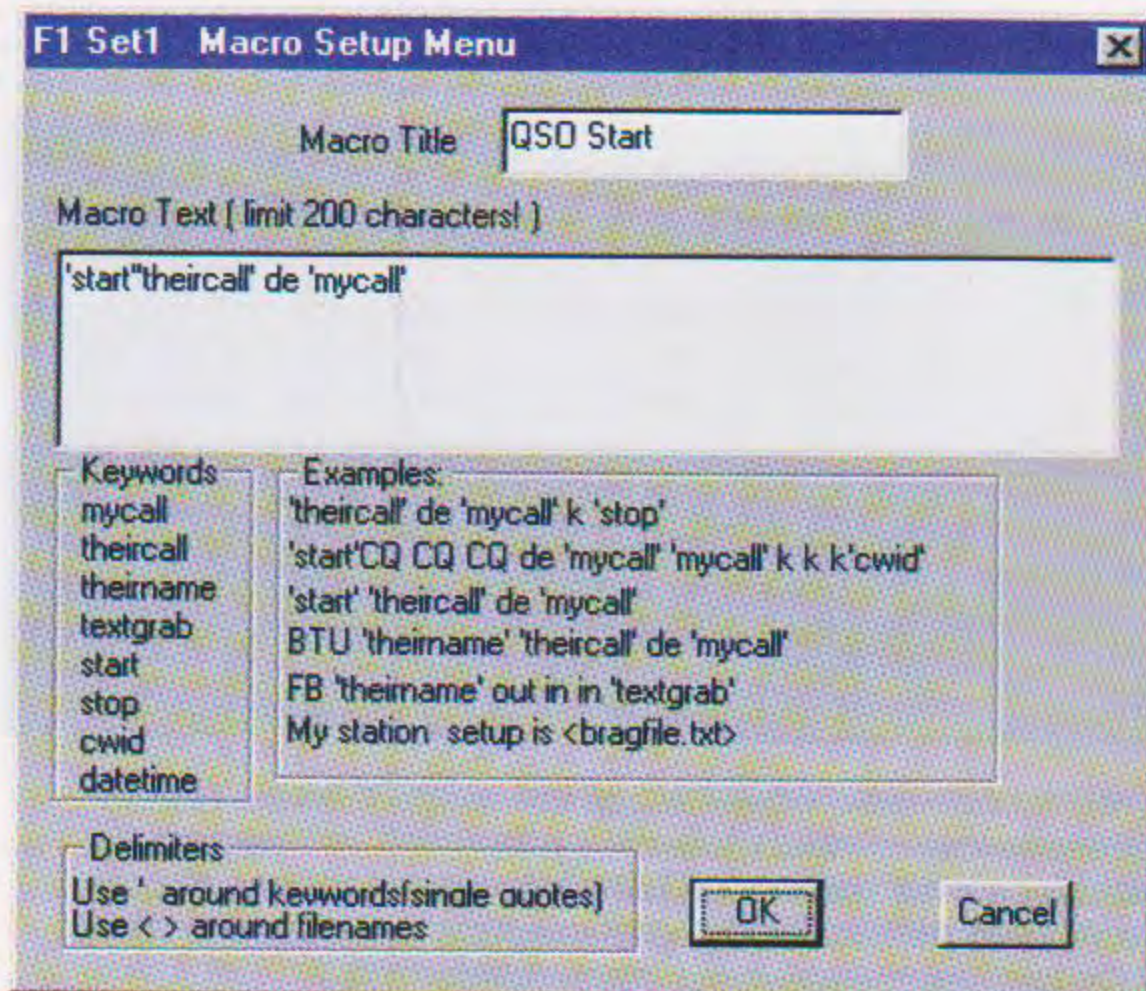 F1 Set1 Macro Setup Menu
Macro Title QSO Start
Macro Text ( limit 200 characters! )
'start''theircall' de 'mycall'
Keywords
mycall
theircall
theirname
textgrab
start
stop
cwid
datetime
Examples:
'theircall' de 'mycall' k 'stop'
'start'CQ CQ CQ de 'mycall' 'mycall' k k k'cwid'
'start' 'theircall' de 'mycall'
BTU 'theirname' 'theircall' de 'mycall'
FB 'theirname' out in in 'textgrab'
My station setup is <bragfile.txt>
Delimiters
Use ' around keywords(single quotes)
Use < > around filenames
OK
Cancel